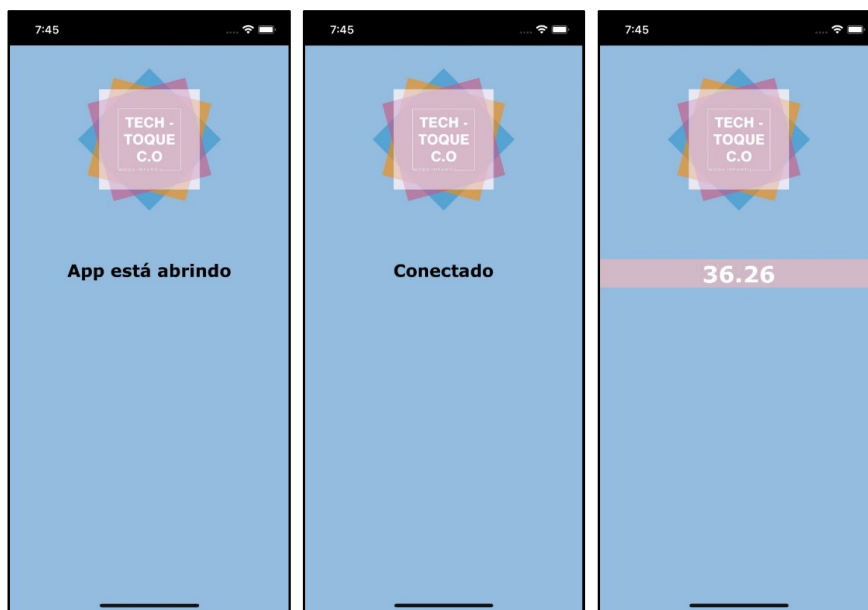 7:45
TECH -
TOQUE
C.O
App está abrindo
7:45
TECH -
TOQUE
C.O
Conectado
7:45
TECH -
TOQUE
C.O
36.26